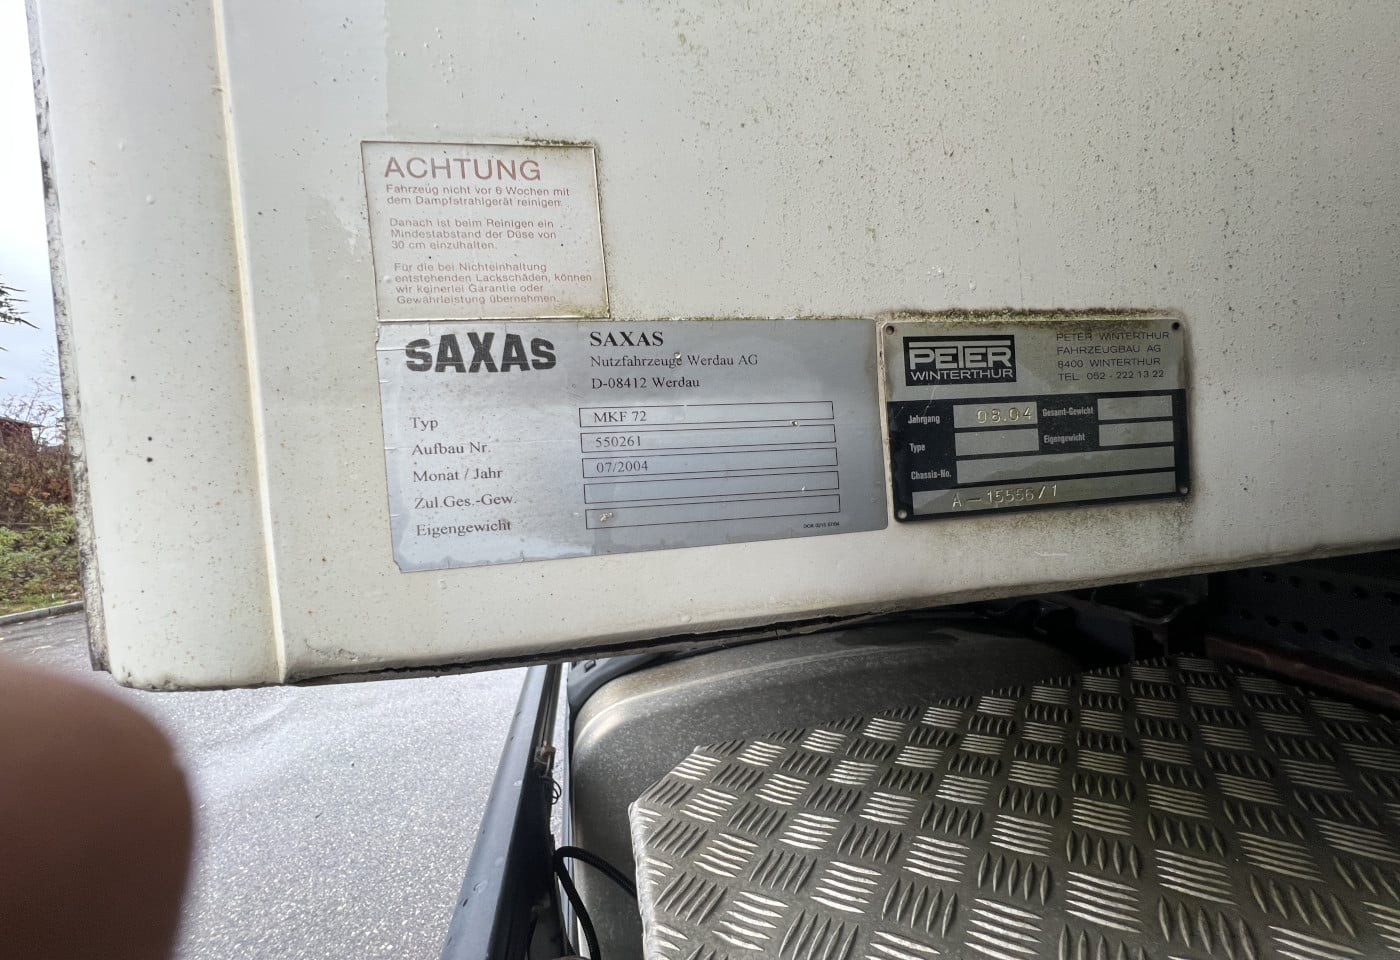 ACHTUNG
Fahrzeug nicht vor 6 Wochen mit
dem Dampfstrahlgerät reinigen.
Danach ist beim Reinigen ein
Mindestabstand der Düse von
30 cm einzuhalten.
Für die bei Nichteinhaltung
entstehenden Lackschäden, können
wir keinerlei Garantie oder
Gewährleistung übernehmen.
SAXAS
SAXAS
Nutzfahrzeuge Werdau AG
D-08412 Werdau
Typ MKF 72
Aufbau Nr. 550261
Monat / Jahr 07/2004
Zul.Ges.-Gew.
Eigengewicht
PETER
WINTERTHUR
PETER WINTERTHUR
FAHRZEUGBAU AG
8400 WINTERTHUR
TEL. 052 - 222 13 22
Jahrgang 08.04 Gesamt-Gewicht
Type Eigengewicht
Chassis-No.
A-15556/1